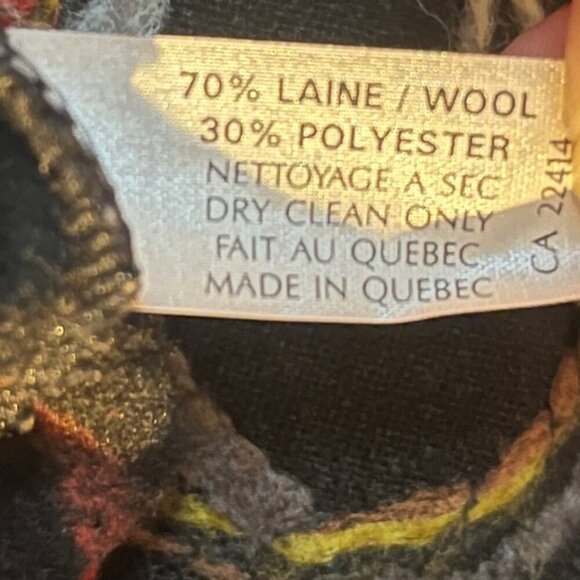 70% LAINE / WOOL
30% POLYESTER
NETTOYAGE A SEC
DRY CLEAN ONLY
FAIT AU QUEBEC
MADE IN QUEBEC
CA 22414